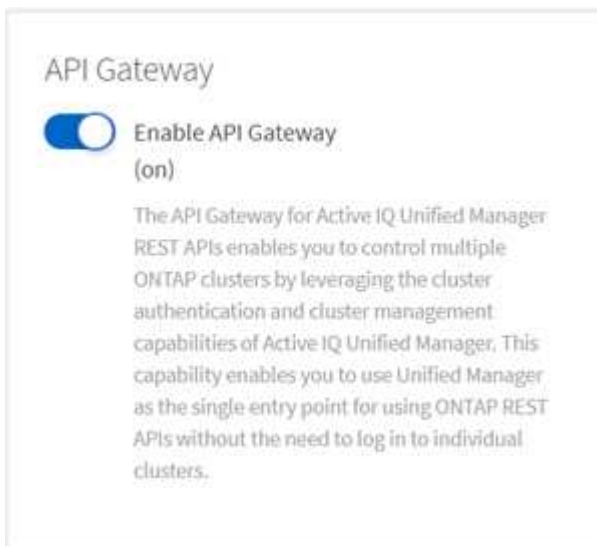 API Gateway
Enable API Gateway
(on)
The API Gateway for Active IQ Unified Manager
REST APIs enables you to control multiple
ONTAP clusters by leveraging the cluster
authentication and cluster management
capabilities of Active IQ Unified Manager. This
capability enables you to use Unified Manager
as the single entry point for using ONTAP REST
APIs without the need to log in to individual
clusters.